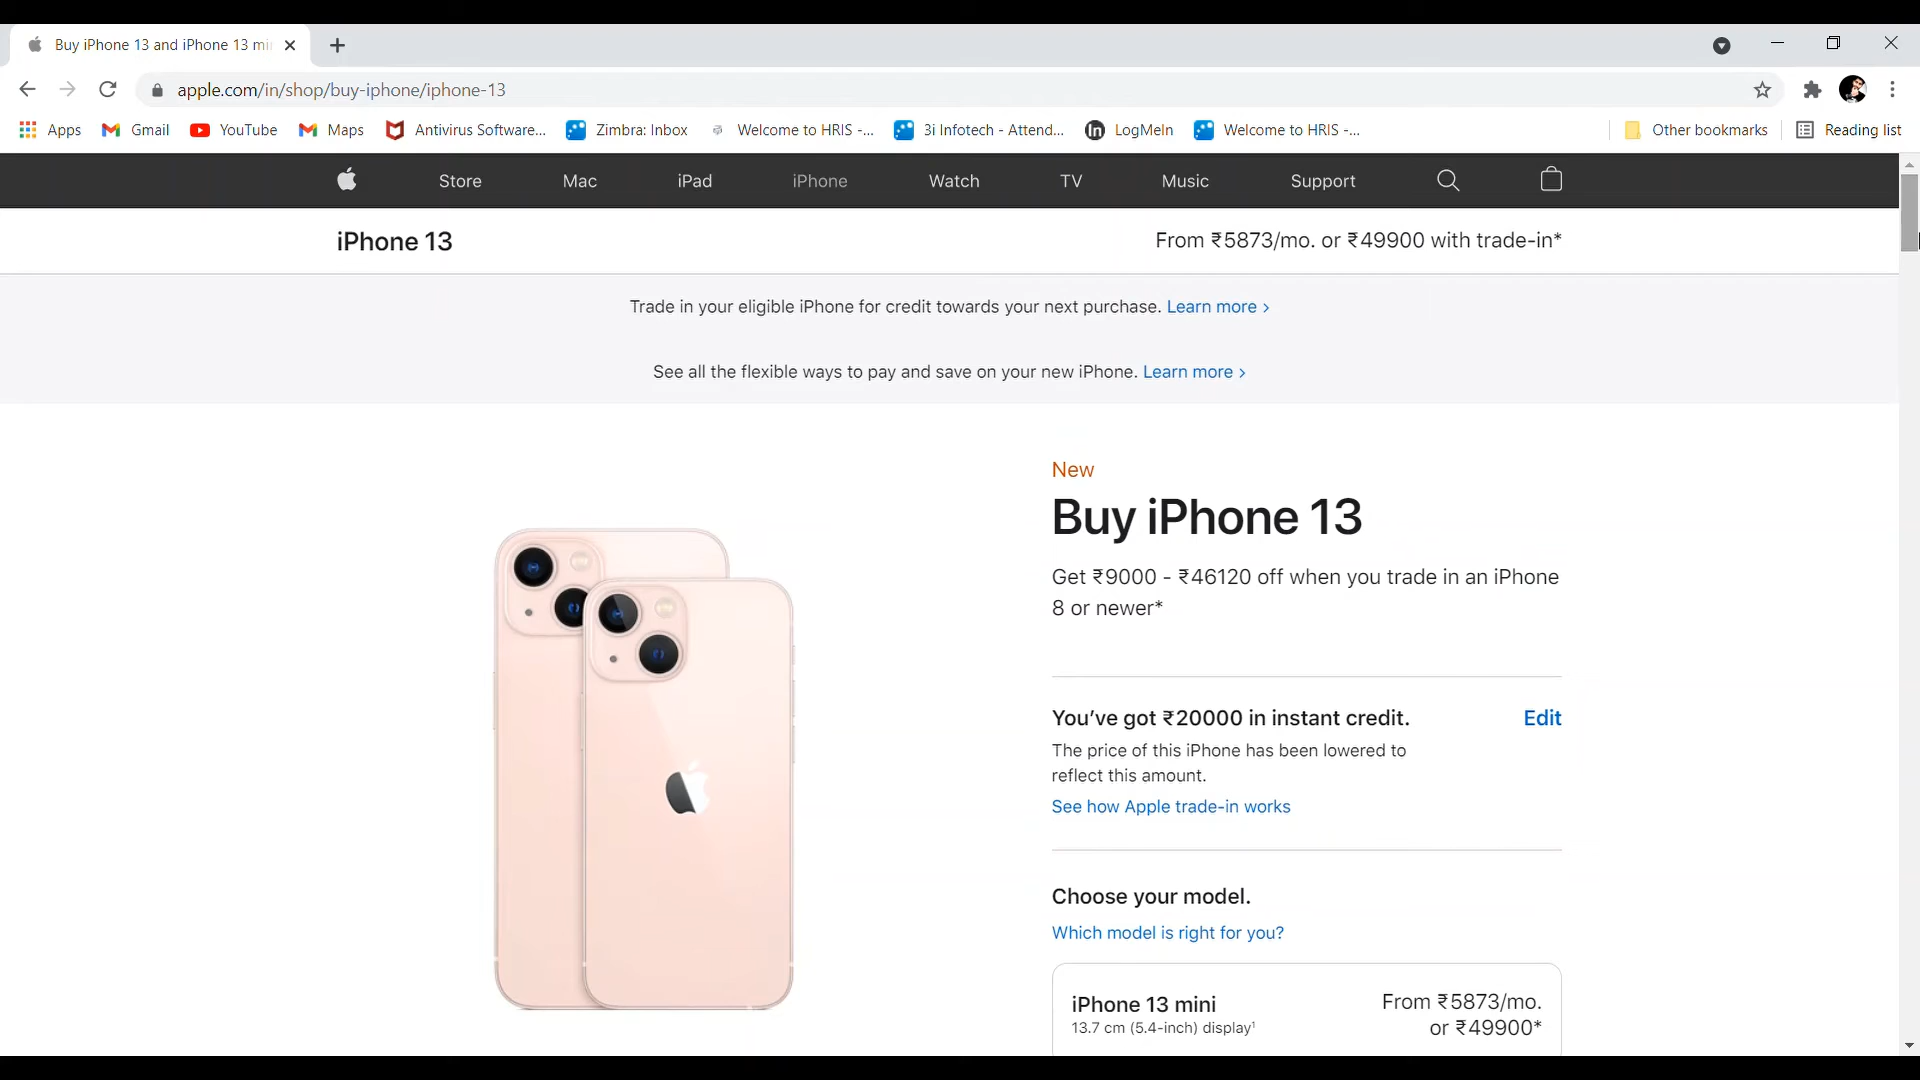 Buy iPhone 13 and iPhone 13 mi
apple.com/in/shop/buy-iphone/iphone-13
Apps Gmail YouTube Maps Antivirus Software... Zimbra: Inbox Welcome to HRIS -... 3i Infotech - Attend... LogMeIn Welcome to HRIS -... Other bookmarks Reading list
Store Mac iPad iPhone Watch TV Music Support
iPhone 13 From ₹5873/mo. or ₹49900 with trade-in*
Trade in your eligible iPhone for credit towards your next purchase. Learn more >
See all the flexible ways to pay and save on your new iPhone. Learn more >
New
Buy iPhone 13
Get ₹9000 - ₹46120 off when you trade in an iPhone
8 or newer*
You’ve got ₹20000 in instant credit. Edit
The price of this iPhone has been lowered to
reflect this amount.
See how Apple trade-in works
Choose your model.
Which model is right for you?
iPhone 13 mini From ₹5873/mo.
13.7 cm (5.4-inch) display¹ or ₹49900*